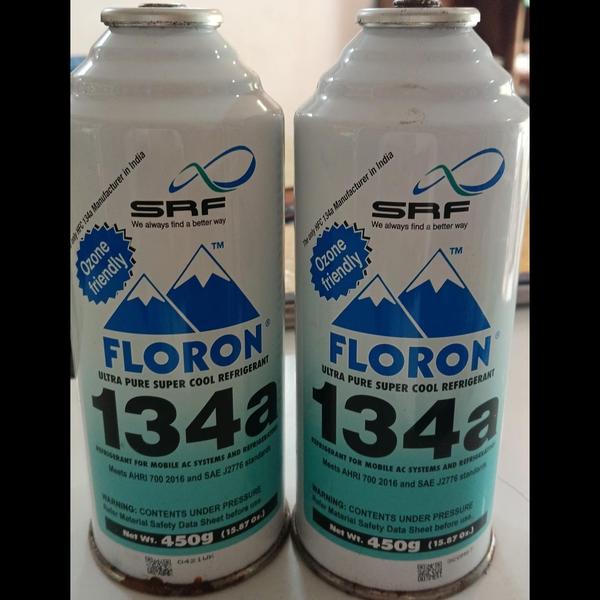 only HFC 134a Manufacturer in India
SRF
We always find a better way
Ozone
friendly
TM
FLORON®
ULTRA PURE SUPER COOL REFRIGERANT
134a
REFRIGERANT FOR MOBILE AC SYSTEMS AND REFRIGERATION
Meets AHRI 700 2016 and SAE J2776 standards
WARNING: CONTENTS UNDER PRESSURE
Refer Material Safety Data Sheet before use.
Net Wt. 450g (15.87 Oz.)
0421UK
The only HFC 134a Manufacturer in India
SRF
We always find a better way
Ozone
friendly
TM
FLORON®
ULTRA PURE SUPER COOL REFRIGERANT
134a
REFRIGERANT FOR MOBILE AC SYSTEMS AND REFRIGERATION
Meets AHRI 700 2016 and SAE J2776 standards
WARNING: CONTENTS UNDER PRESSURE
Refer Material Safety Data Sheet before use.
Net Wt. 450g (15.87 Oz.)